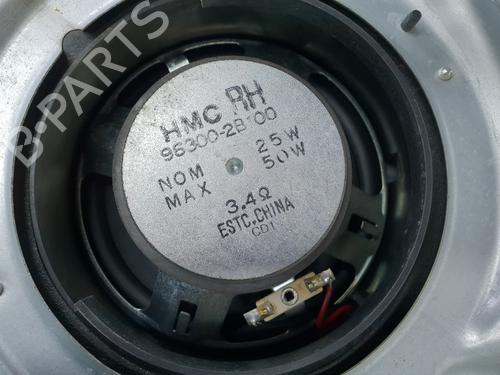 B-PARTS
HMC RH
96300-2B100
NOM 25W
MAX 50W
3.4Ω
ESTC.CHINA
CD1